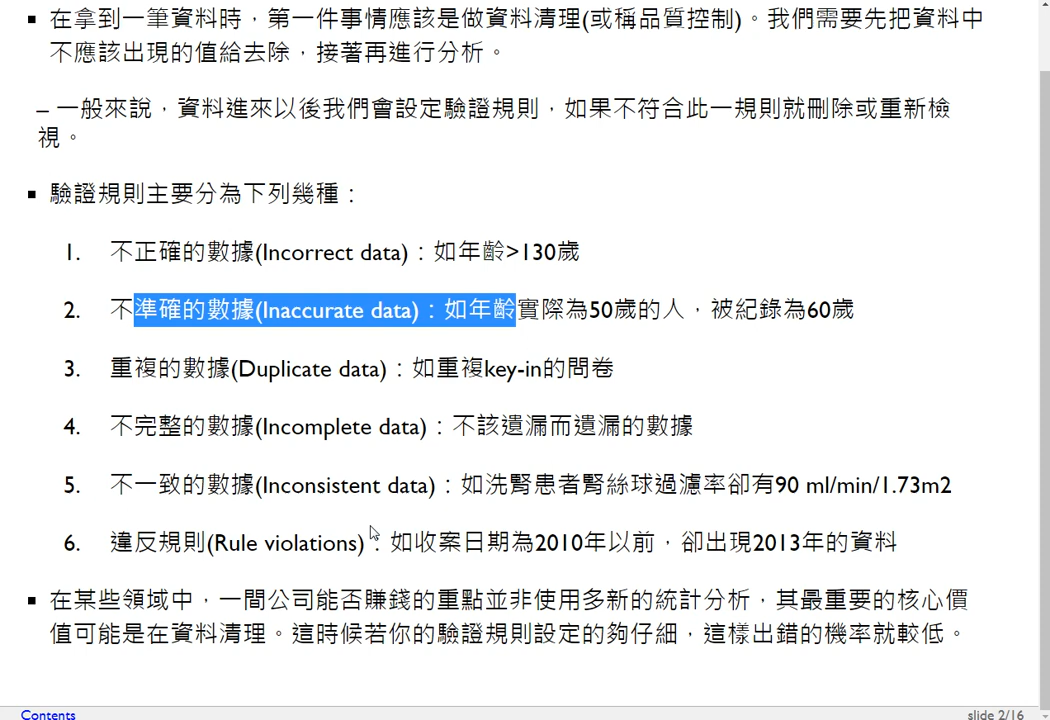 ▪ 在拿到一筆資料時，第一件事情應該是做資料清理(或稱品質控制)。我們需要先把資料中
不應該出現的值給去除，接著再進行分析。
– 一般來說，資料進來以後我們會設定驗證規則，如果不符合此一規則就刪除或重新檢
視。
▪ 驗證規則主要分為下列幾種：
1. 不正確的數據(Incorrect data)：如年齡>130歲
2. 不準確的數據(Inaccurate data)：如年齡實際為50歲的人，被紀錄為60歲
3. 重複的數據(Duplicate data)：如重複key-in的問卷
4. 不完整的數據(Incomplete data)：不該遺漏而遺漏的數據
5. 不一致的數據(Inconsistent data)：如洗腎患者腎絲球過濾率卻有90 ml/min/1.73m2
6. 違反規則(Rule violations)：如收案日期為2010年以前，卻出現2013年的資料
▪ 在某些領域中，一間公司能否賺錢的重點並非使用多新的統計分析，其最重要的核心價
值可能是在資料清理。這時候若你的驗證規則設定的夠仔細，這樣出錯的機率就較低。
Contents
slide 2/16